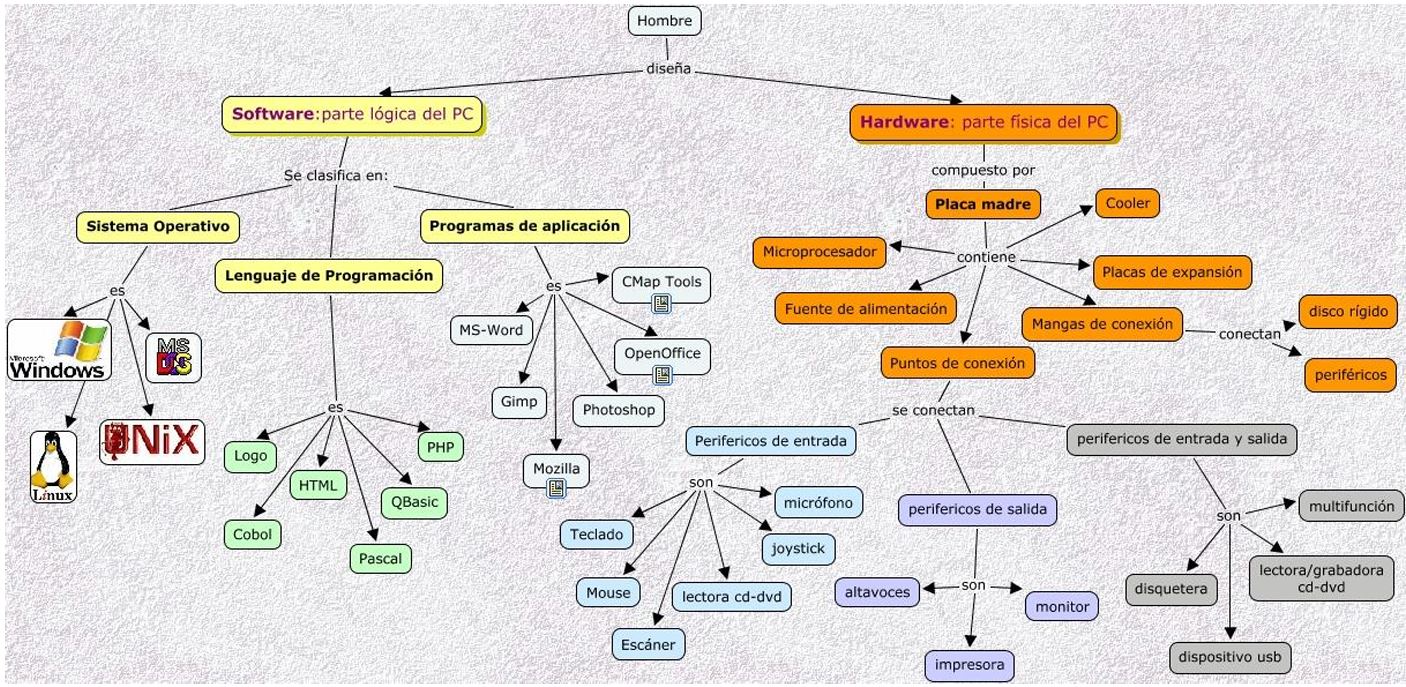 Hombre
diseña
Software:parte lógica del PC
Hardware: parte física del PC
Se clasifica en:
compuesto por
Sistema Operativo
Lenguaje de Programación
Programas de aplicación
es
Microsoft
Windows
MS
DOS
Linux
UNiX
es
Logo
Cobol
HTML
Pascal
QBasic
PHP
es
CMap Tools
MS-Word
OpenOffice
Gimp
Photoshop
Mozilla
Placa madre
contiene
Cooler
Microprocesador
Placas de expansión
Fuente de alimentación
Mangas de conexión
conectan
disco rígido
periféricos
Puntos de conexión
se conectan
Perifericos de entrada
son
micrófono
Teclado
joystick
Mouse
lectora cd-dvd
Escáner
perifericos de salida
son
altavoces
monitor
impresora
perifericos de entrada y salida
son
multifunción
lectora/grabadora
cd-dvd
disquetera
dispositivo usb